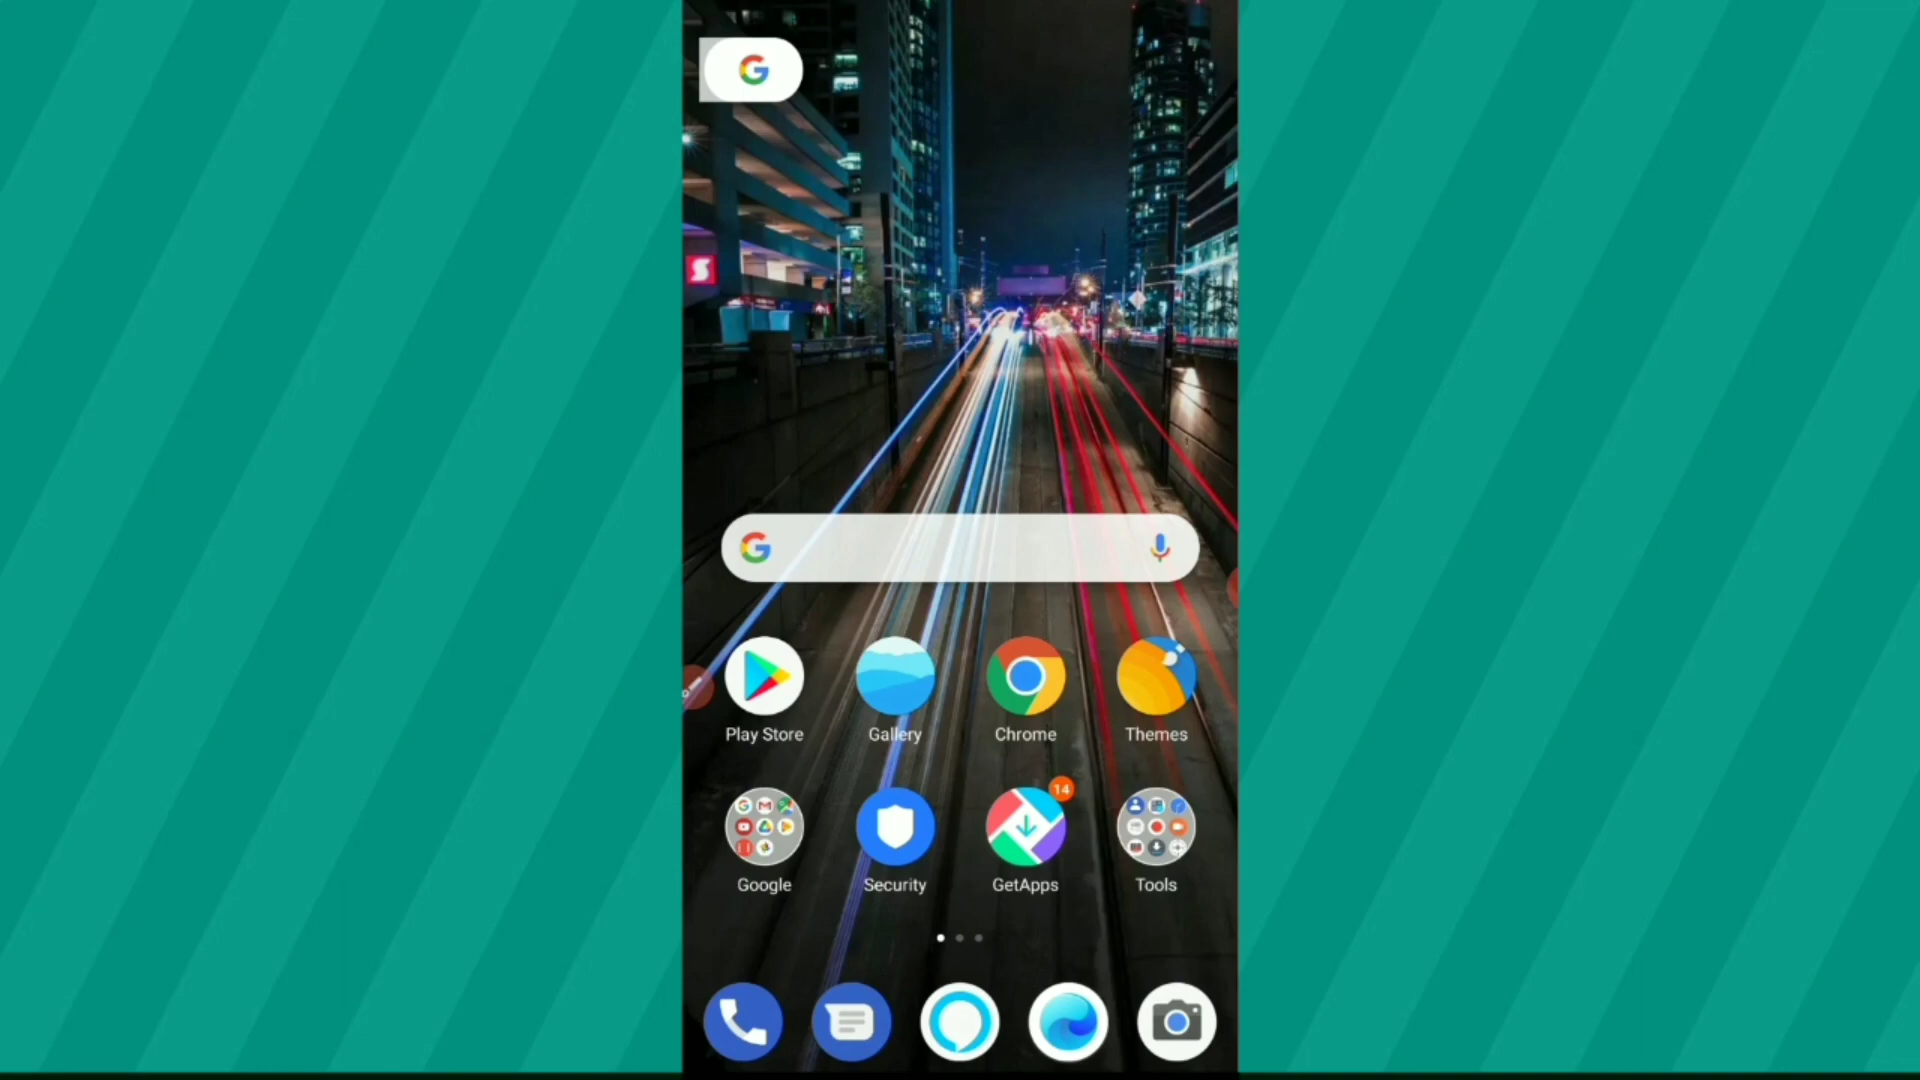 Play Store
Gallery
Chrome
Themes
14
Google
Security
GetApps
Tools